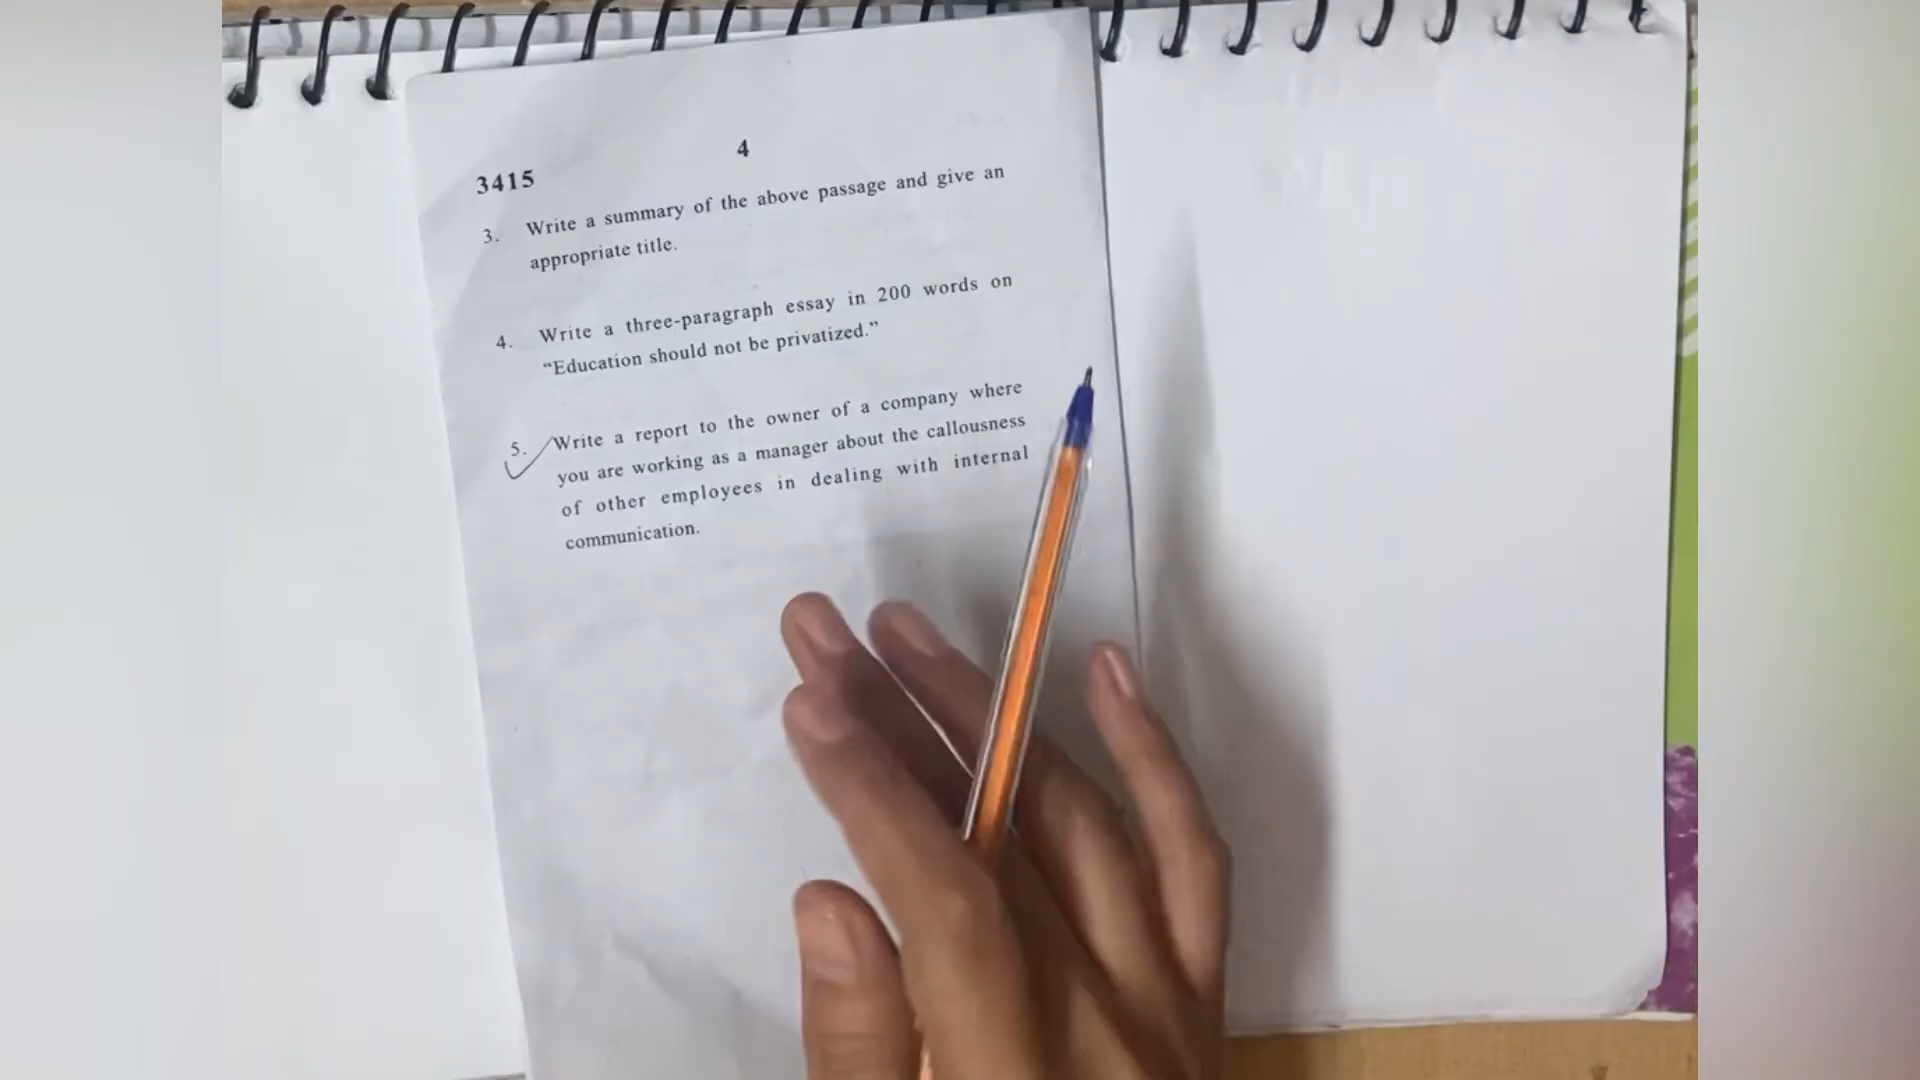 4
3415
3. Write a summary of the above passage and give an
appropriate title.
4. Write a three-paragraph essay in 200 words on
“Education should not be privatized.”
5. Write a report to the owner of a company where
you are working as a manager about the callousness
of other employees in dealing with internal
communication.